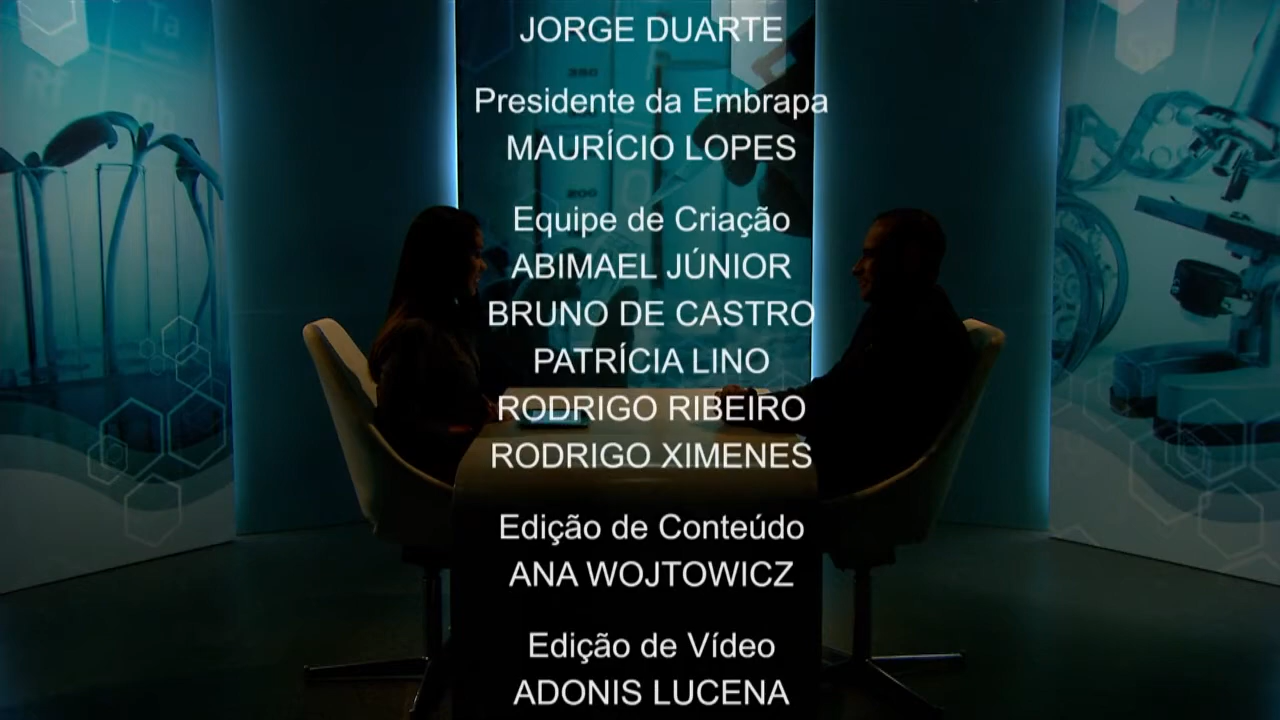 JORGE DUARTE
Presidente da Embrapa
MAURÍCIO LOPES
Equipe de Criação
ABIMAEL JÚNIOR
BRUNO DE CASTRO
PATRÍCIA LINO
RODRIGO RIBEIRO
RODRIGO XIMENES
Edição de Conteúdo
ANA WOJTOWICZ
Edição de Vídeo
ADONIS LUCENA